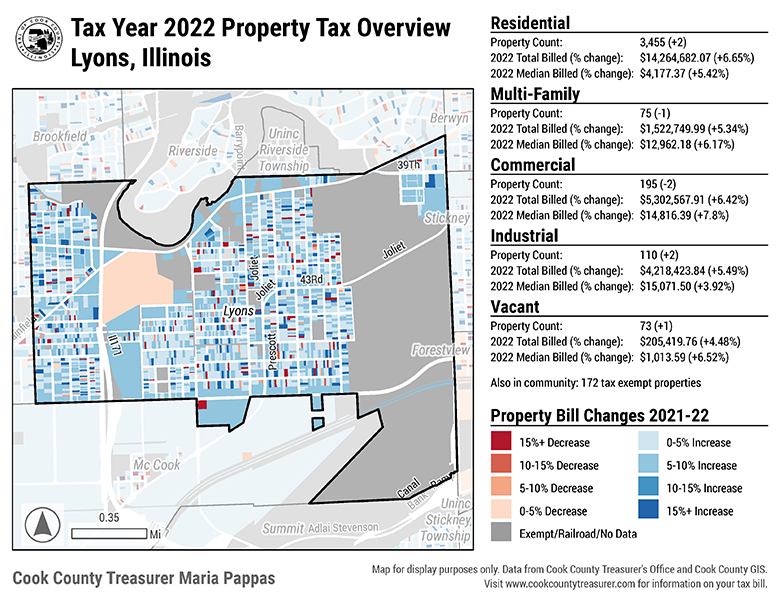 Tax Year 2022 Property Tax Overview
Lyons, Illinois
Residential
Property Count: 3,455 (+2)
2022 Total Billed (% change): $14,264,682.07 (+6.65%)
2022 Median Billed (% change): $4,177.37 (+5.42%)
Multi-Family
Property Count: 75 (-1)
2022 Total Billed (% change): $1,522,749.99 (+5.34%)
2022 Median Billed (% change): $12,962.18 (+6.17%)
Commercial
Property Count: 195 (-2)
2022 Total Billed (% change): $5,302,567.91 (+6.42%)
2022 Median Billed (% change): $14,816.39 (+7.8%)
Industrial
Property Count: 110 (+2)
2022 Total Billed (% change): $4,218,423.84 (+5.49%)
2022 Median Billed (% change): $15,071.50 (+3.92%)
Vacant
Property Count: 73 (+1)
2022 Total Billed (% change): $205,419.76 (+4.48%)
2022 Median Billed (% change): $1,013.59 (+6.52%)
Also in community: 172 tax exempt properties
Property Bill Changes 2021-22
15%+ Decrease
10-15% Decrease
5-10% Decrease
0-5% Decrease
0-5% Increase
5-10% Increase
10-15% Increase
15%+ Increase
Exempt/Railroad/No Data
Brookfield
Riverside
Barrypoint
Uninc
Riverside
Township
Berwyn
39Th
Stickney
Joliet
Joliet
Joliet
43Rd
Lyons
Prescott
Il171
Forestview
Mc Cook
Canal
Bank
Summit
Adlai Stevenson
Uninc
Stickney
Township
0.35
Mi
Cook County Treasurer Maria Pappas
Map for display purposes only. Data from Cook County Treasurer's Office and Cook County GIS.
Visit www.cookcountytreasurer.com for information on your tax bill.